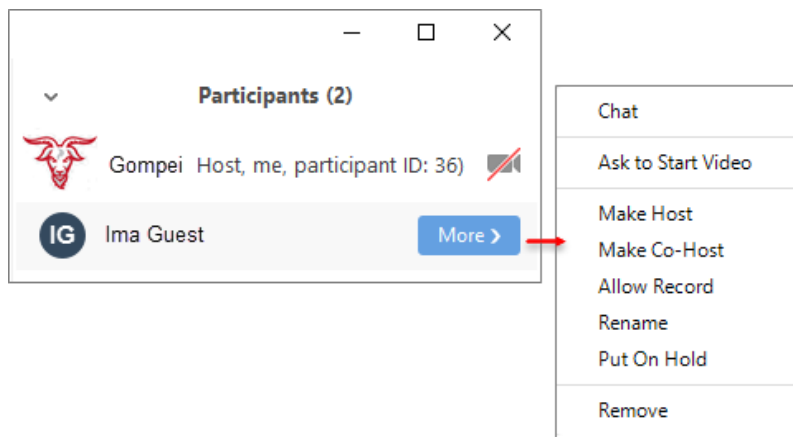 Participants (2)
Gompei Host, me, participant ID: 36)
IG Ima Guest More
Chat
Ask to Start Video
Make Host
Make Co-Host
Allow Record
Rename
Put On Hold
Remove